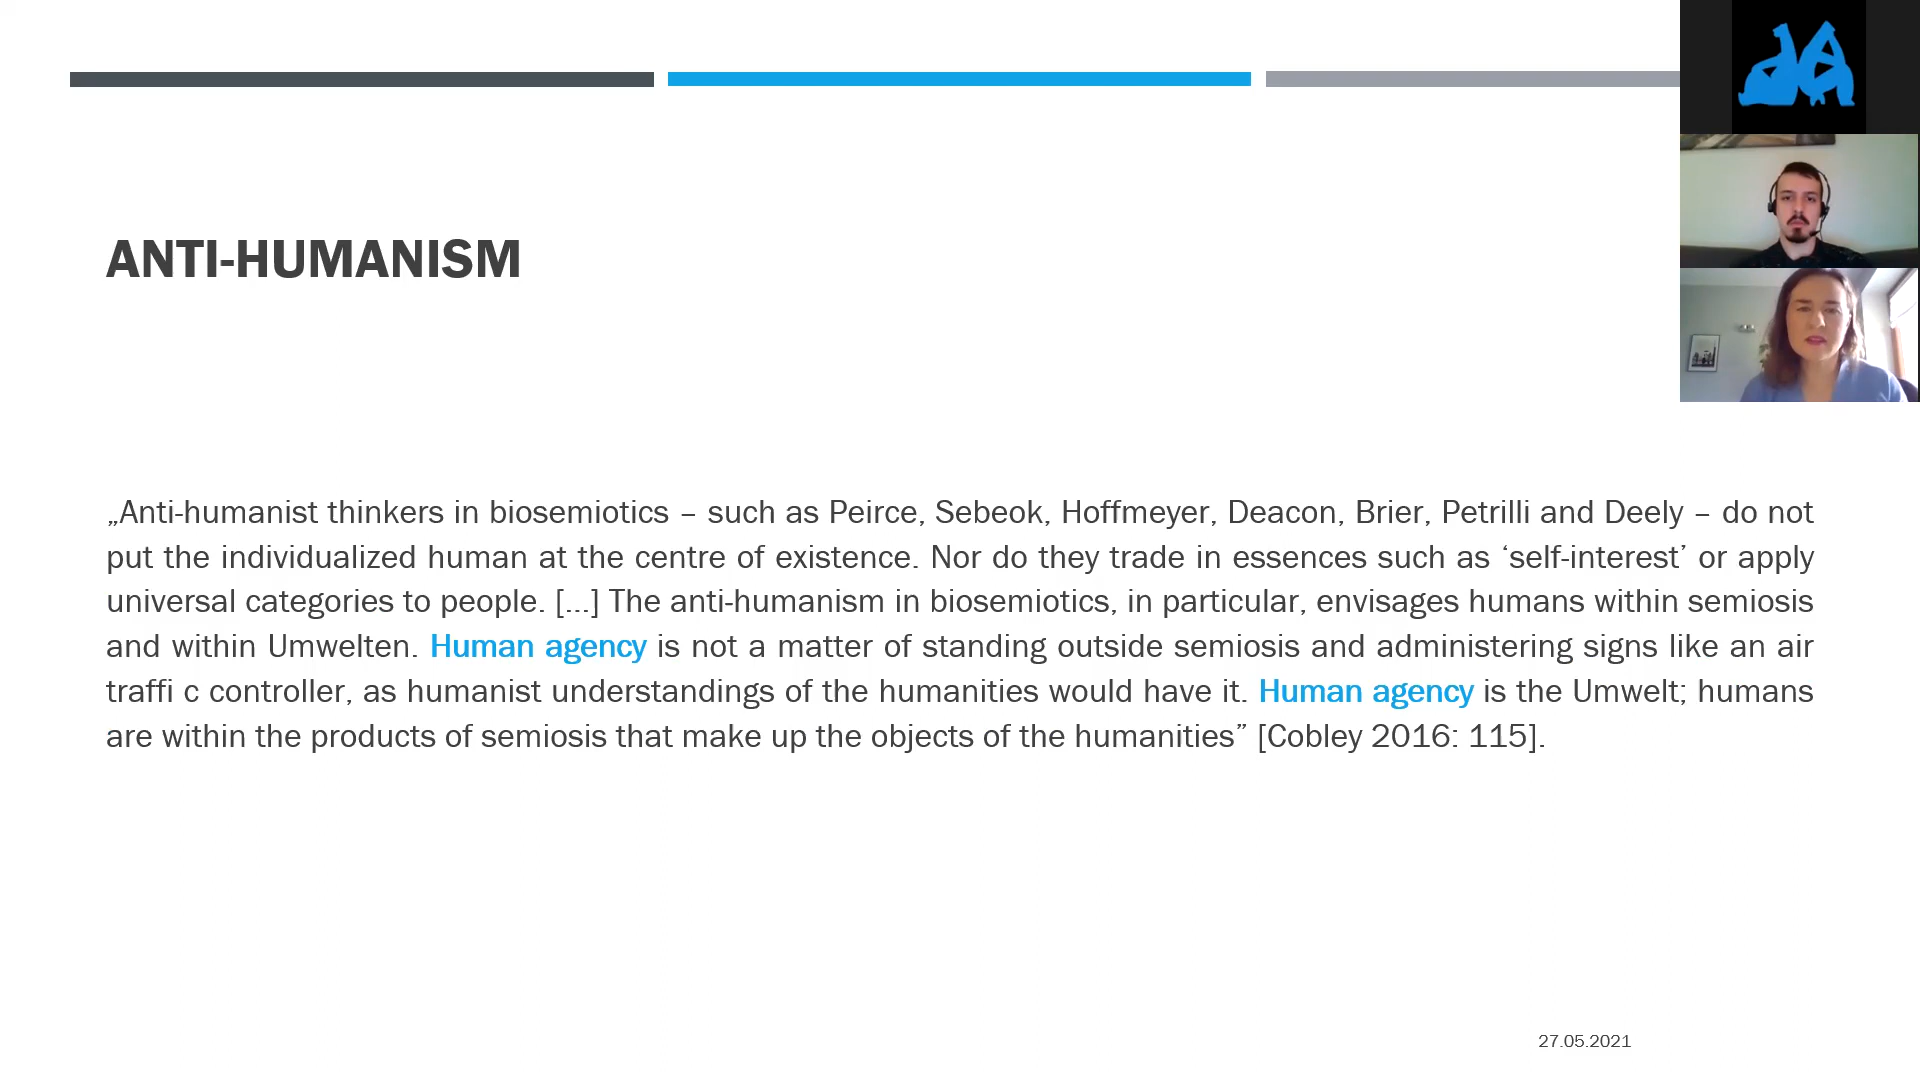 ANTI-HUMANISM
„Anti-humanist thinkers in biosemiotics – such as Peirce, Sebeok, Hoffmeyer, Deacon, Brier, Petrilli and Deely – do not
put the individualized human at the centre of existence. Nor do they trade in essences such as ‘self-interest’ or apply
universal categories to people. [...] The anti-humanism in biosemiotics, in particular, envisages humans within semiosis
and within Umwelten. Human agency is not a matter of standing outside semiosis and administering signs like an air
traffi c controller, as humanist understandings of the humanities would have it. Human agency is the Umwelt; humans
are within the products of semiosis that make up the objects of the humanities” [Cobley 2016: 115].
27.05.2021